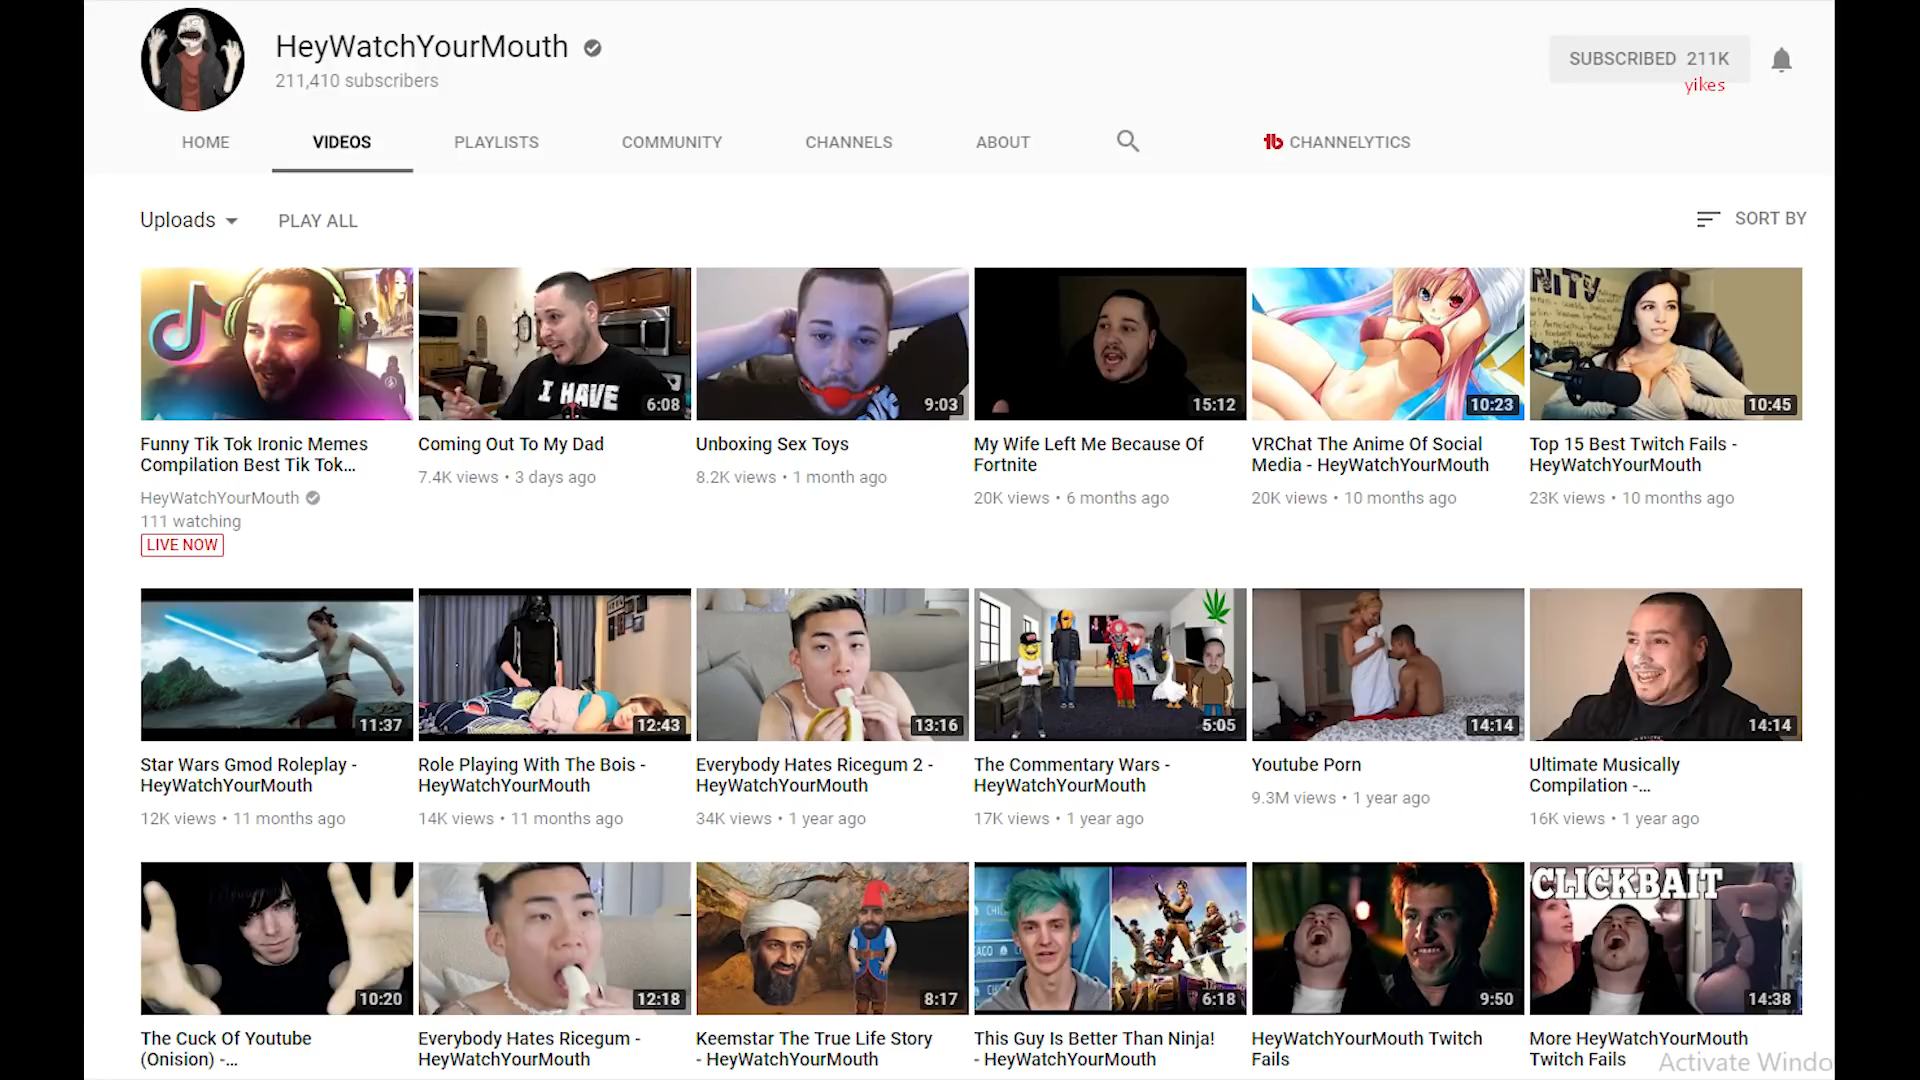 HeyWatchYourMouth
211,410 subscribers
SUBSCRIBED 211K
yikes
HOME VIDEOS PLAYLISTS COMMUNITY CHANNELS ABOUT CHANNELYTICS
Uploads PLAY ALL SORT BY
I HAVE
6:08
9:03
15:12
10:23
10:45
Funny Tik Tok Ironic Memes
Compilation Best Tik Tok...
HeyWatchYourMouth
111 watching
LIVE NOW
Coming Out To My Dad
7.4K views • 3 days ago
Unboxing Sex Toys
8.2K views • 1 month ago
My Wife Left Me Because Of
Fortnite
20K views • 6 months ago
VRChat The Anime Of Social
Media - HeyWatchYourMouth
20K views • 10 months ago
Top 15 Best Twitch Fails -
HeyWatchYourMouth
23K views • 10 months ago
11:37
12:43
13:16
5:05
14:14
14:14
Star Wars Gmod Roleplay -
HeyWatchYourMouth
12K views • 11 months ago
Role Playing With The Bois -
HeyWatchYourMouth
14K views • 11 months ago
Everybody Hates Ricegum 2 -
HeyWatchYourMouth
34K views • 1 year ago
The Commentary Wars -
HeyWatchYourMouth
17K views • 1 year ago
Youtube Porn
9.3M views • 1 year ago
Ultimate Musically
Compilation -...
16K views • 1 year ago
CLICKBAIT
10:20
12:18
8:17
6:18
9:50
14:38
The Cuck Of Youtube
(Onision) -...
Everybody Hates Ricegum -
HeyWatchYourMouth
Keemstar The True Life Story
- HeyWatchYourMouth
This Guy Is Better Than Ninja!
- HeyWatchYourMouth
HeyWatchYourMouth Twitch
Fails
More HeyWatchYourMouth
Twitch Fails
Activate Windo